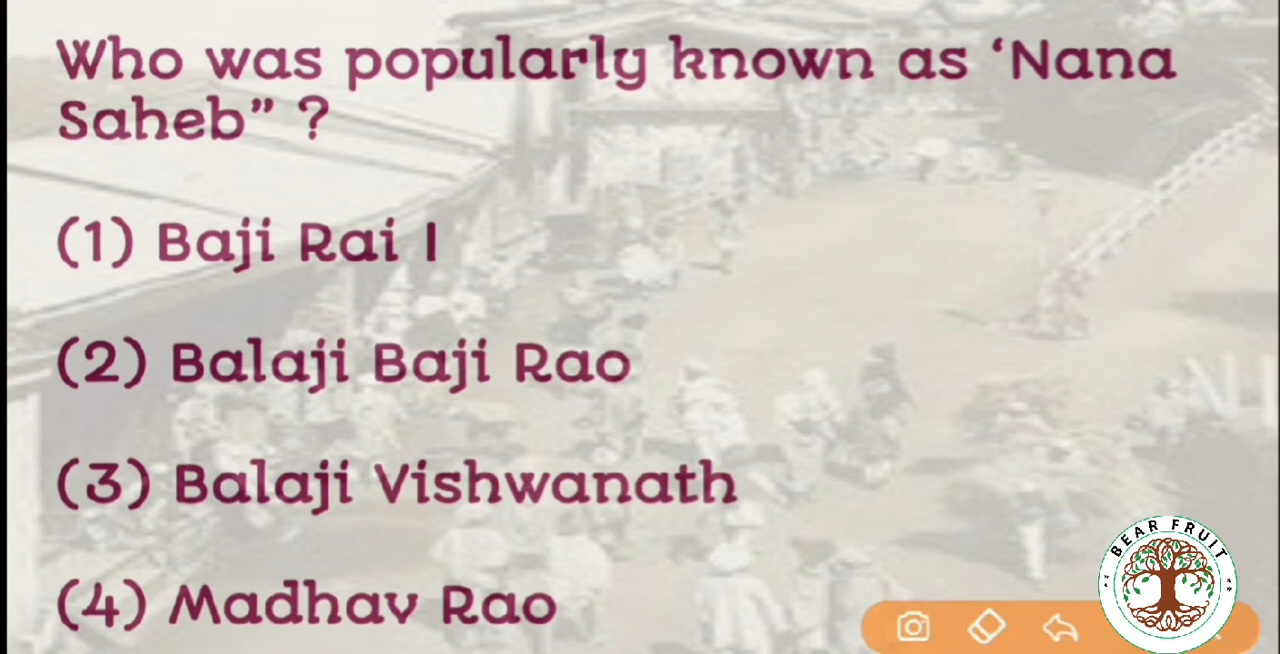 Who was popularly known as ‘Nana
Saheb” ?
(1) Baji Rai I
(2) Balaji Baji Rao
(3) Balaji Vishwanath
(4) Madhav Rao
BEAR FRUIT